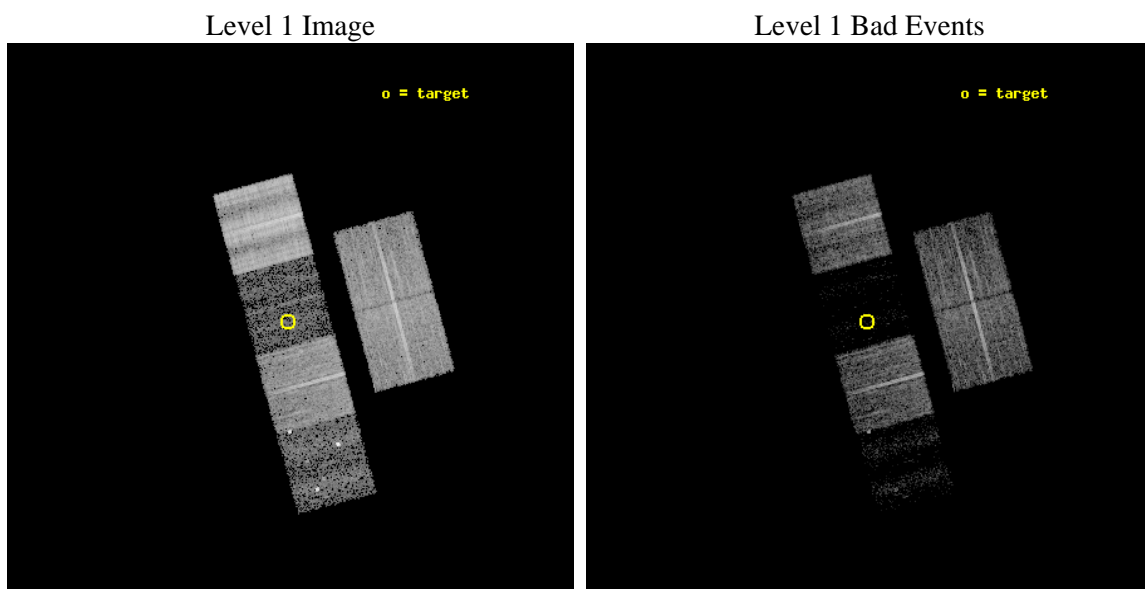 Level 1 Image
Level 1 Bad Events
o = target
o = target